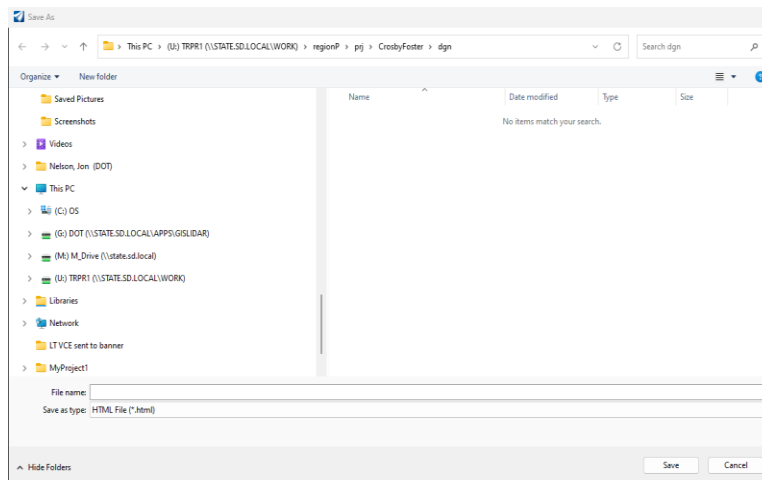 Save As
This PC > (U:) TRPR1 (\\STATE.SD.LOCAL\WORK) > regionP > prj > CrosbyFoster > dgn
Search dgn
Organize
New folder
Name
Date modified
Type
Size
No items match your search.
Saved Pictures
Screenshots
Videos
Nelson, Jon (DOT)
This PC
(C:) OS
(G:) DOT (\\STATE.SD.LOCAL\APPS\GISLIDAR)
(M:) M_Drive (\\state.sd.local)
(U:) TRPR1 (\\STATE.SD.LOCAL\WORK)
Libraries
Network
LT VCE sent to banner
MyProject1
File name:
Save as type: HTML File (*.html)
Hide Folders
Save
Cancel